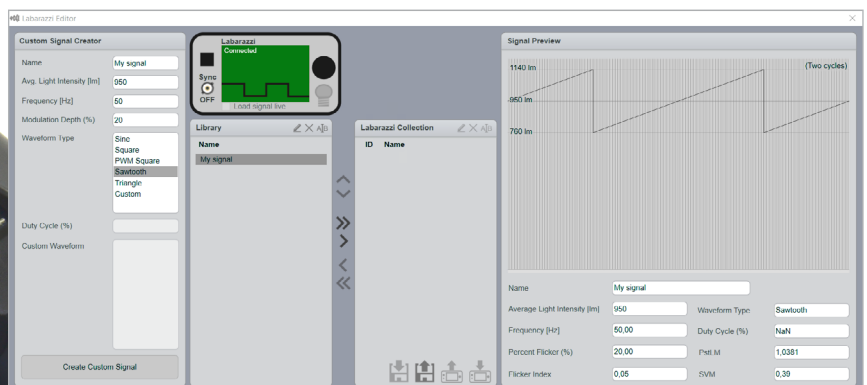 Labarazzi Editor
Custom Signal Creator
Name
My signal
Avg. Light Intensity [lm]
950
Frequency [Hz]
50
Modulation Depth (%)
20
Waveform Type
Sine
Square
PWM Square
Sawtooth
Triangle
Custom
Duty Cycle (%)
Custom Waveform
Create Custom Signal
Labarazzi
Connected
Sync
OFF
Load signal live
Library
Name
My signal
Labarazzi Collection
ID Name
Signal Preview
1140 lm
(Two cycles)
950 lm
760 lm
Name
My signal
Average Light Intensity [lm]
950
Waveform Type
Sawtooth
Frequency [Hz]
50,00
Duty Cycle (%)
NaN
Percent Flicker (%)
20,00
Pstl M
1,0381
Flicker Index
0,05
SVM
0,39